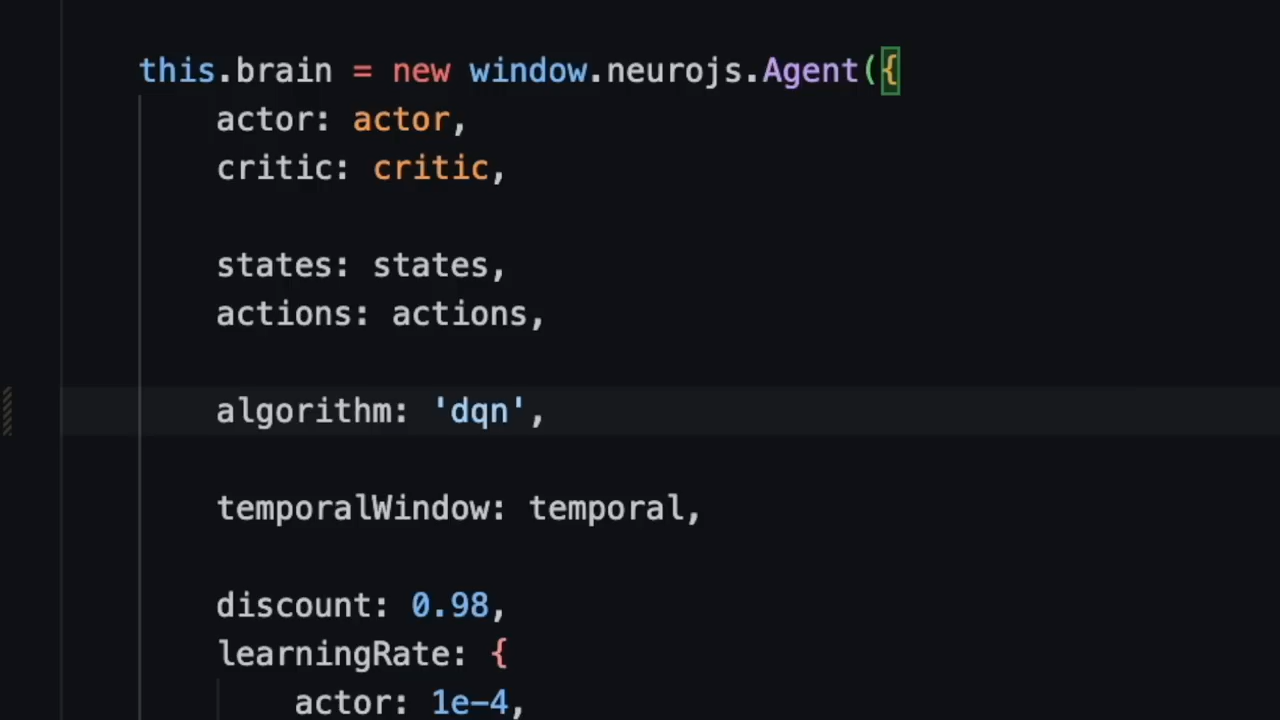 this.brain = new window.neurojs.Agent({
actor: actor,
critic: critic,
states: states,
actions: actions,
algorithm: 'dqn',
temporalWindow: temporal,
discount: 0.98,
learningRate: {
actor: 1e-4,